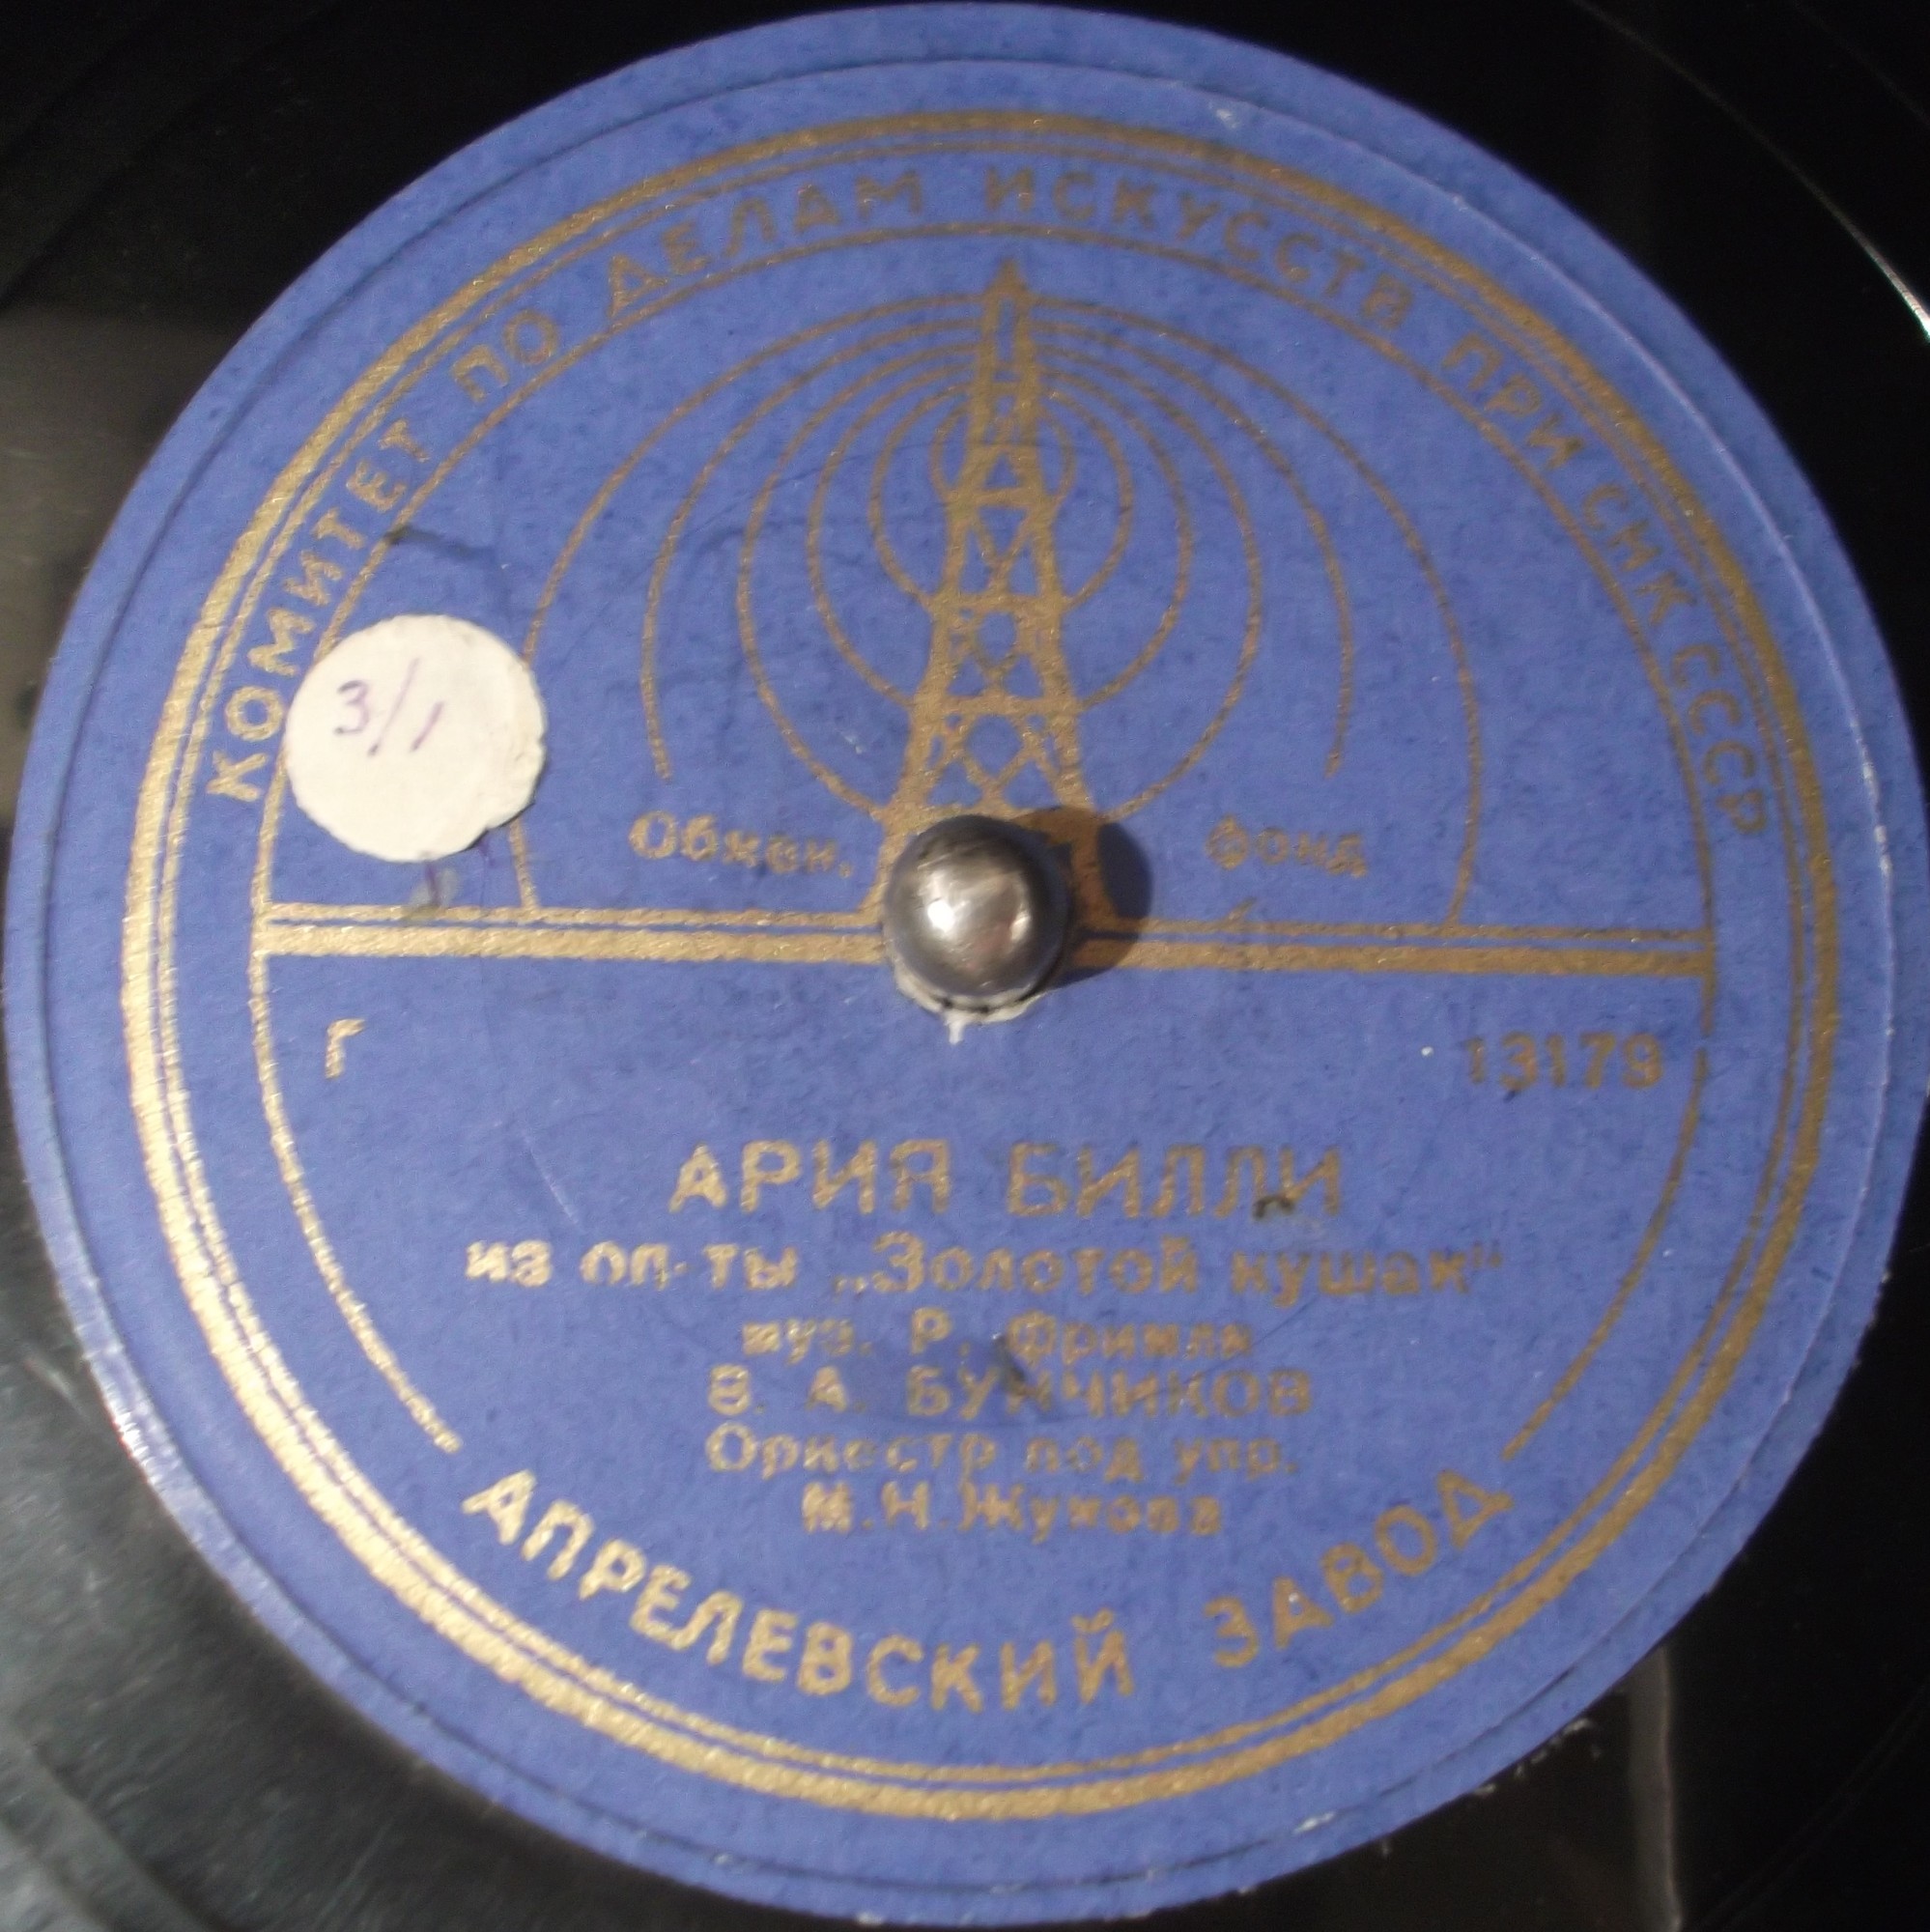 КОМИТЕТ ПО ДЕЛАМ ИСКУССТВ ПРИ СНК СССР
3/1
Обмен. Фонд
Г 13179
АРИЯ БИЛЛИ
из оп-ты „Золотой кушак"
муз. Р. Фримля
В. А. БУНЧИКОВ
Оркестр под упр.
М.Н.Жукова
АПРЕЛЕВСКИЙ ЗАВОД